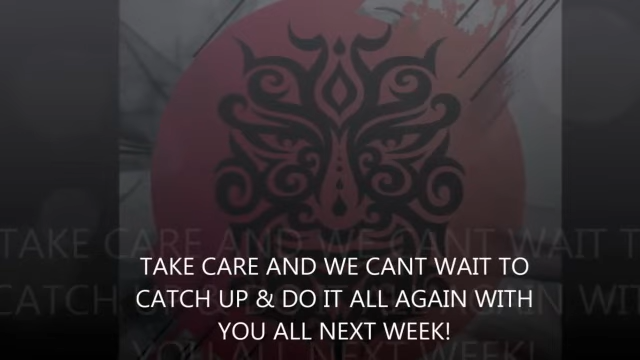 TAKE CARE AND WE CANT WAIT TO
CATCH UP & DO IT ALL AGAIN WITH
YOU ALL NEXT WEEK!